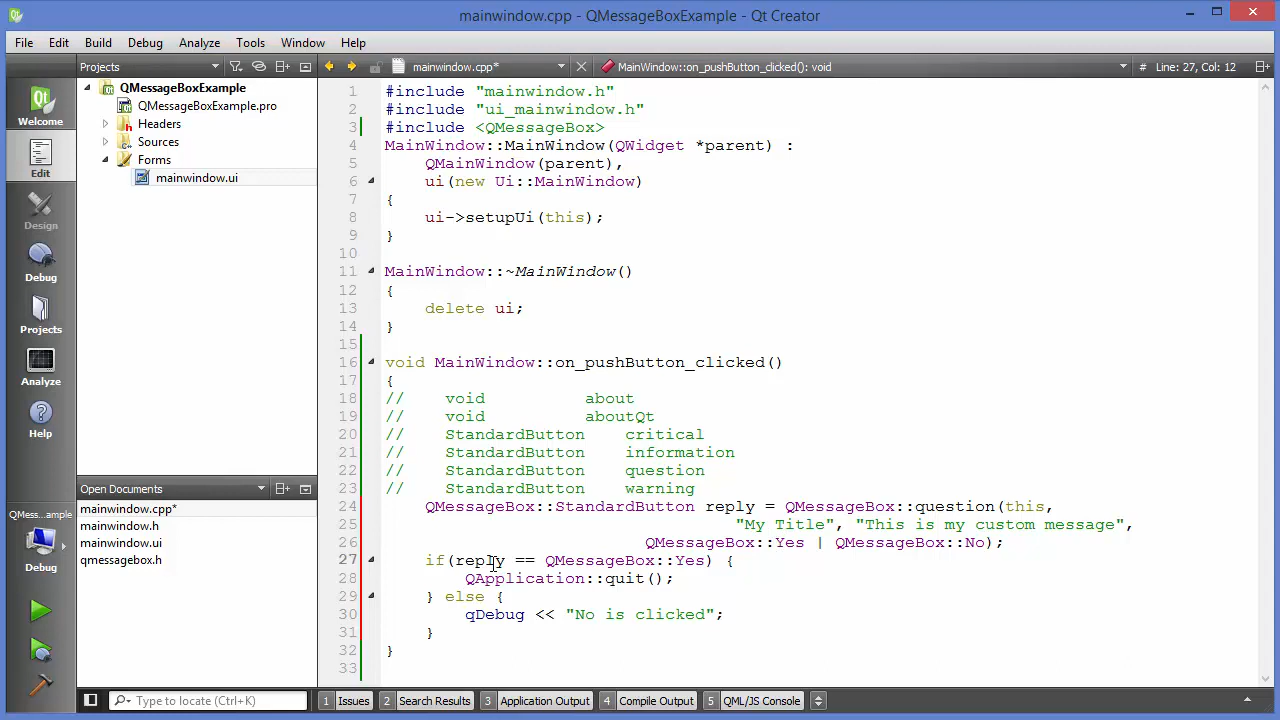 mainwindow.cpp - QMessageBoxExample - Qt Creator
File Edit Build Debug Analyze Tools Window Help
Projects mainwindow.cpp* MainWindow::on_pushButton_clicked(): void # Line: 27, Col: 12
Welcome
Edit
Design
Debug
Projects
Analyze
Help
QMess...ample
Debug
QMessageBoxExample
QMessageBoxExample.pro
Headers
Sources
Forms
mainwindow.ui
Open Documents
mainwindow.cpp*
mainwindow.h
mainwindow.ui
qmessagebox.h
1 #include "mainwindow.h"
2 #include "ui_mainwindow.h"
3 #include <QMessageBox>
4 MainWindow::MainWindow(QWidget *parent) :
5 QMainWindow(parent),
6 ui(new Ui::MainWindow)
7 {
8 ui->setupUi(this);
9 }
10
11 MainWindow::~MainWindow()
12 {
13 delete ui;
14 }
15
16 void MainWindow::on_pushButton_clicked()
17 {
18 // void about
19 // void aboutQt
20 // StandardButton critical
21 // StandardButton information
22 // StandardButton question
23 // StandardButton warning
24 QMessageBox::StandardButton reply = QMessageBox::question(this,
25 "My Title", "This is my custom message",
26 QMessageBox::Yes | QMessageBox::No);
27 if(reply == QMessageBox::Yes) {
28 QApplication::quit();
29 } else {
30 qDebug << "No is clicked";
31 }
32 }
33
Type to locate (Ctrl+K) 1 Issues 2 Search Results 3 Application Output 4 Compile Output 5 QML/JS Console